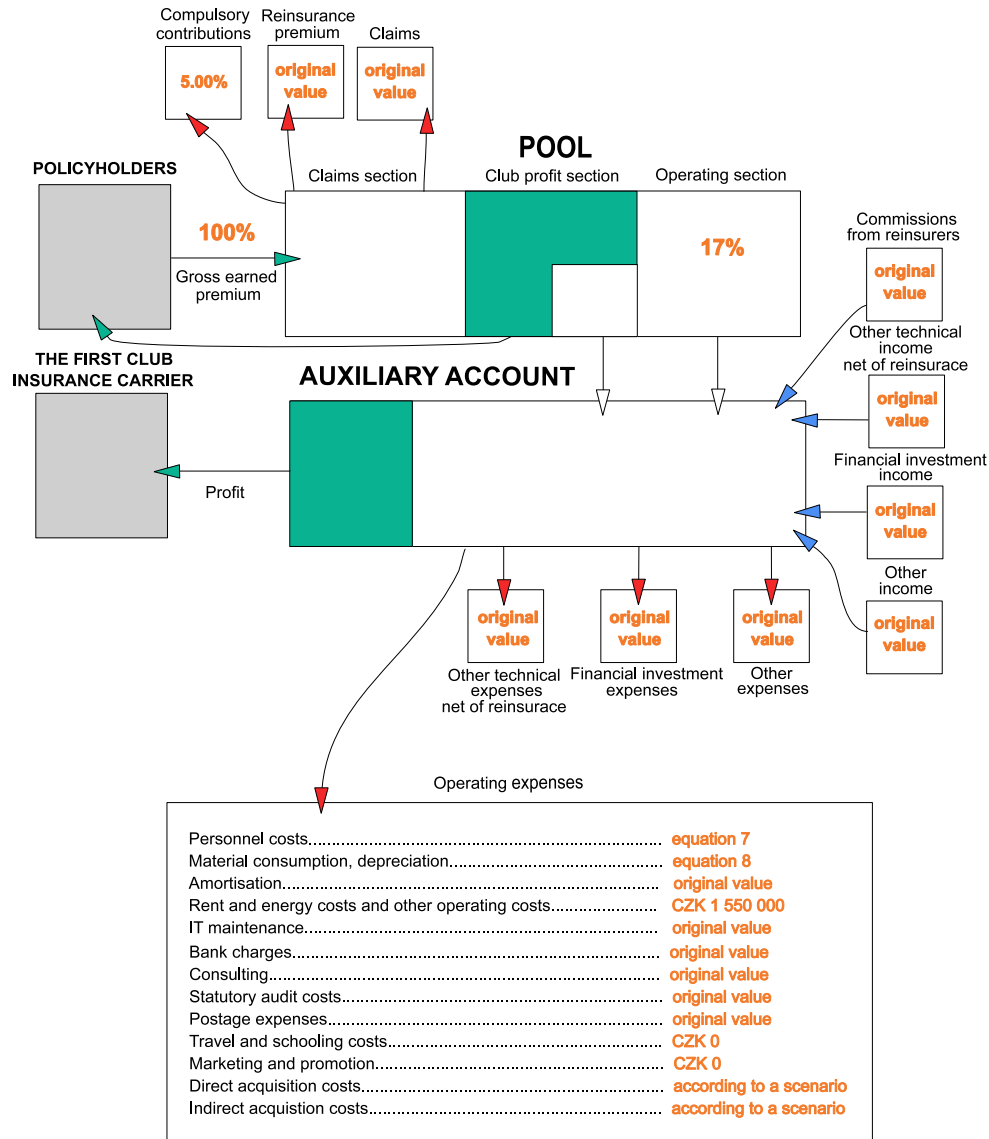 Compulsory
contributions
Reinsurance
premium
Claims
5.00%
original
value
original
value
POOL
POLICYHOLDERS
Claims section
Club profit section
Operating section
100%
Gross earned
premium
17%
Commissions
from reinsurers
original
value
Other technical
income
net of reinsurace
original
value
THE FIRST CLUB
INSURANCE CARRIER
AUXILIARY ACCOUNT
Profit
Financial investment
income
original
value
Other
income
original
value
original
value
original
value
original
value
Other technical
expenses
net of reinsurace
Financial investment
expenses
Other
expenses
Operating expenses
Personnel costs.......................................................................... equation 7
Material consumption, depreciation........................................... equation 8
Amortisation............................................................................... original value
Rent and energy costs and other operating costs..................... CZK 1 550 000
IT maintenance.......................................................................... original value
Bank charges............................................................................. original value
Consulting.................................................................................. original value
Statutory audit costs.................................................................. original value
Postage expenses..................................................................... original value
Travel and schooling costs........................................................ CZK 0
Marketing and promotion........................................................... CZK 0
Direct acquisition costs.............................................................. according to a scenario
Indirect acquistion costs............................................................ according to a scenario